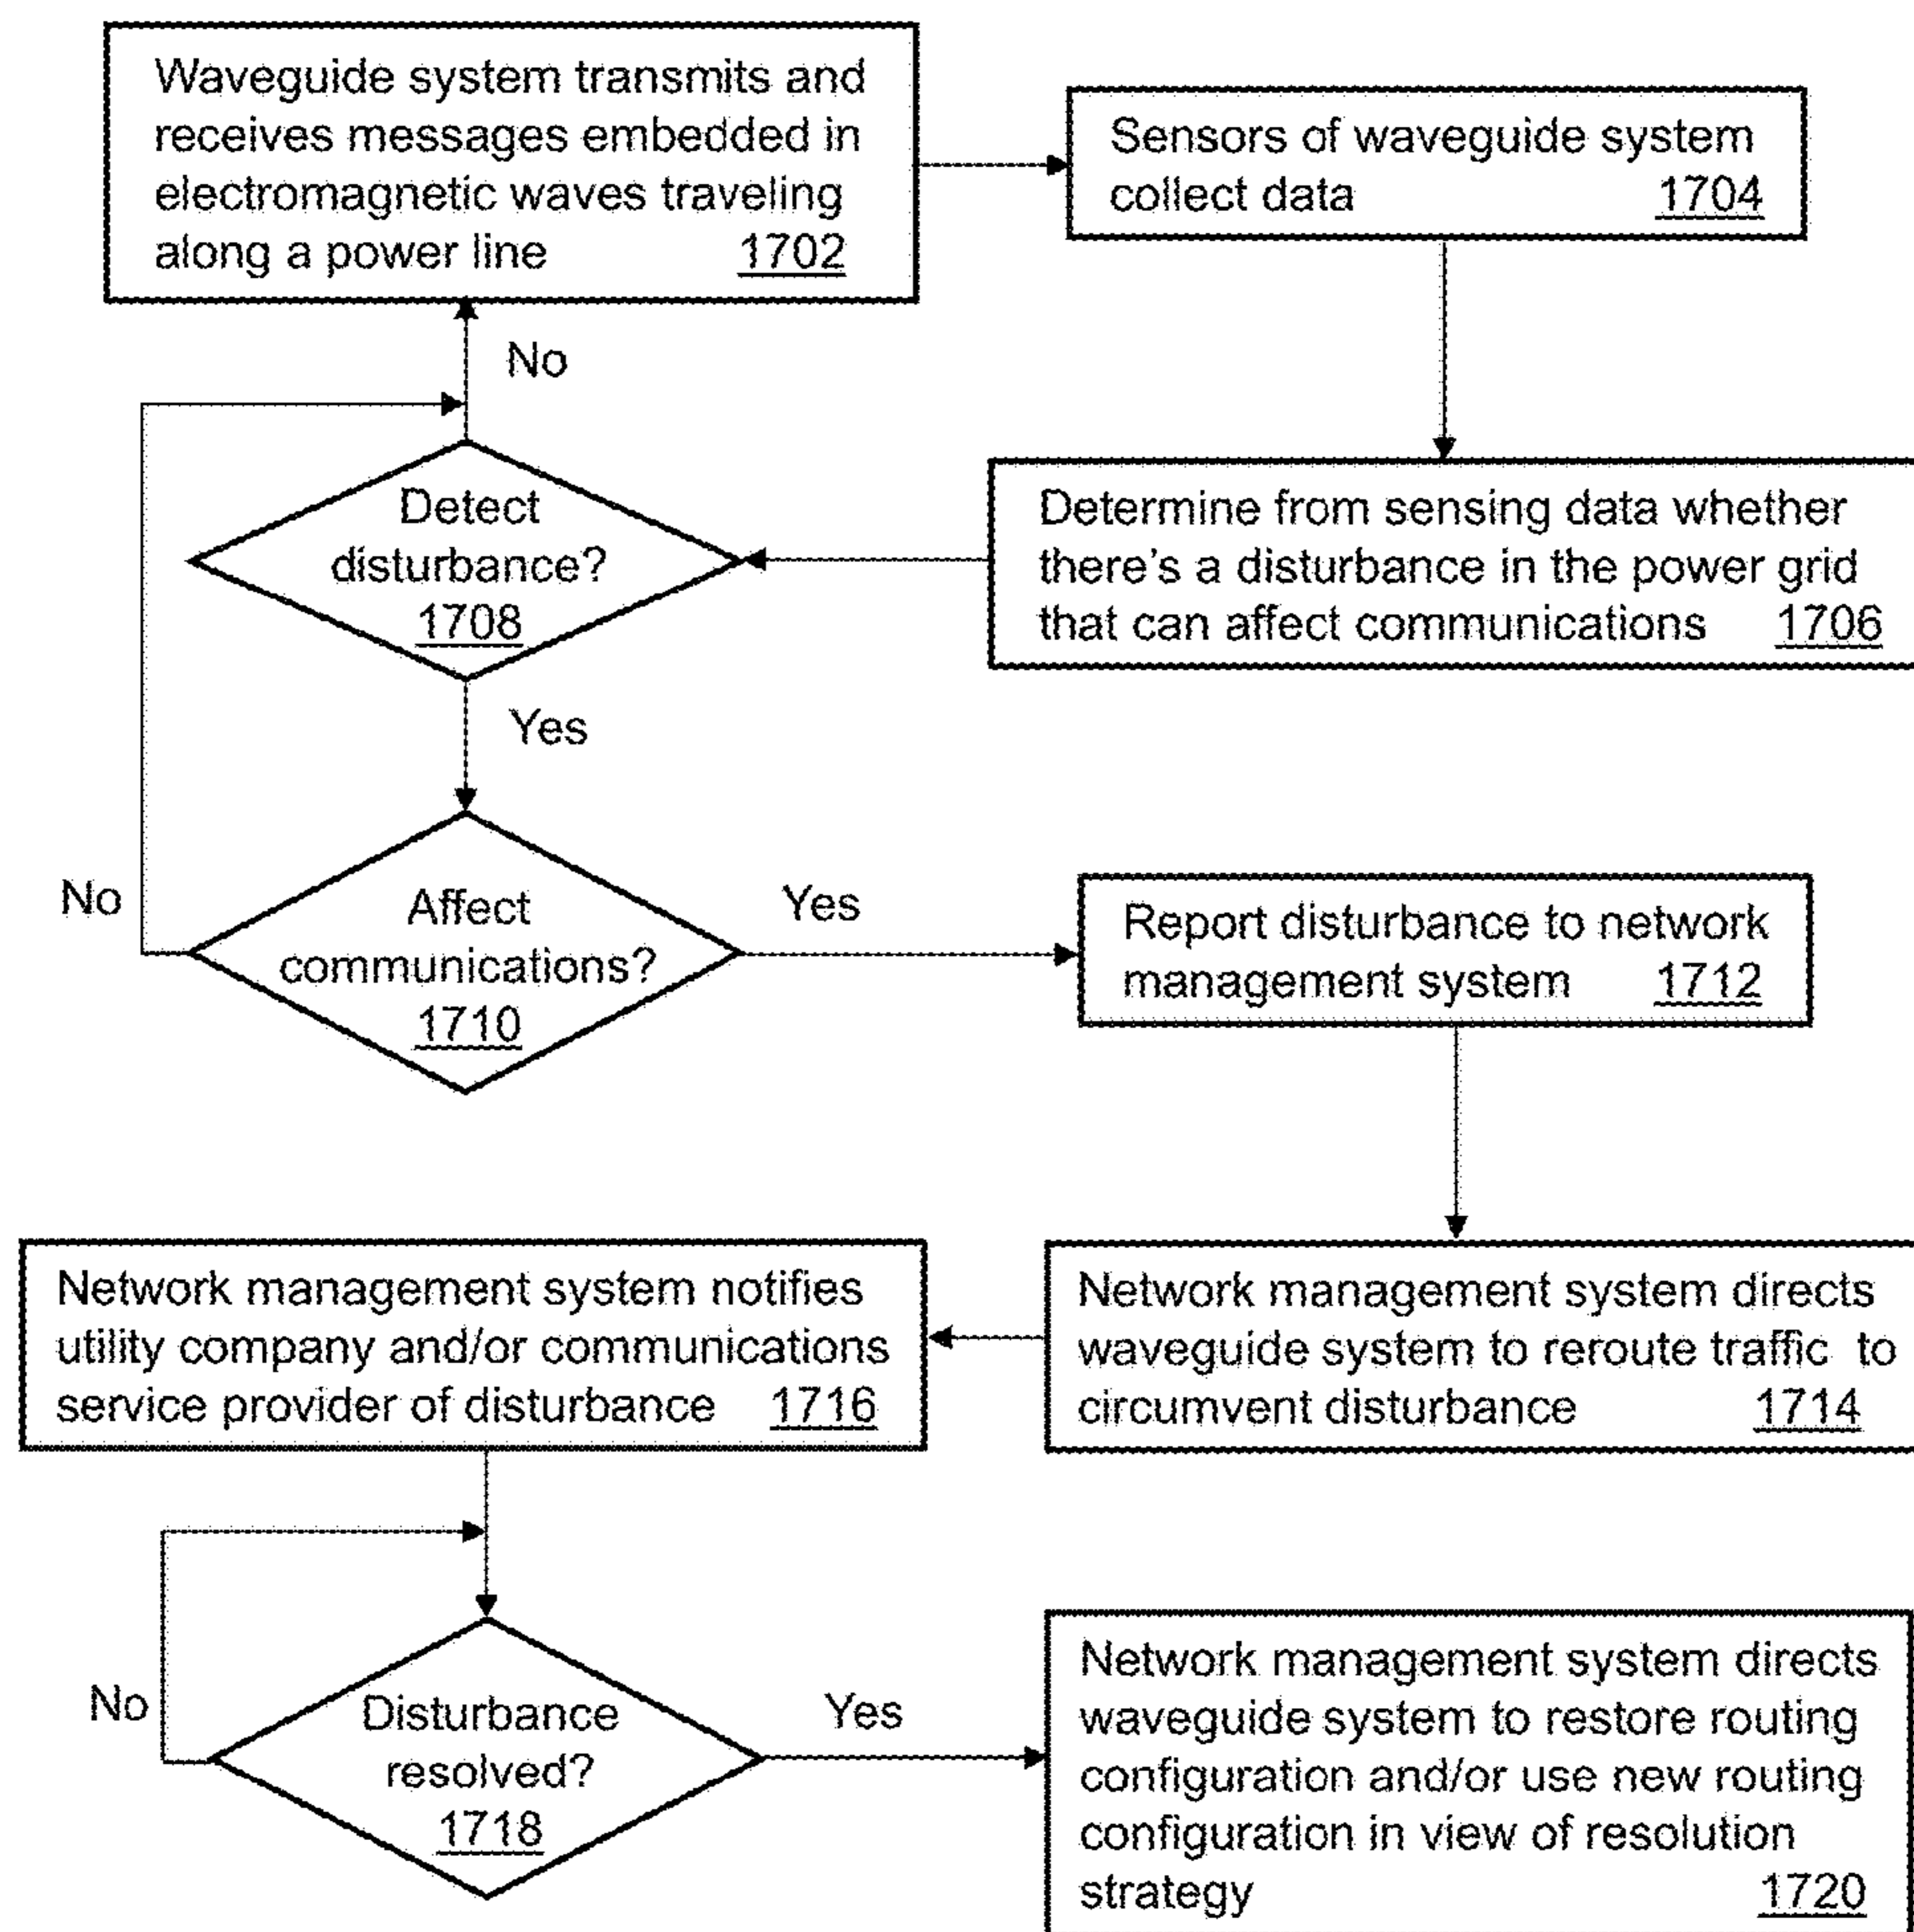 Waveguide system transmits and
receives messages embedded in
electromagnetic waves traveling
along a power line 1702
Sensors of waveguide system
collect data 1704
Determine from sensing data whether
there's a disturbance in the power grid
that can affect communications 1706
No
Detect
disturbance?
1708
Yes
No
Affect
communications?
1710
Yes
Report disturbance to network
management system 1712
Network management system directs
waveguide system to reroute traffic to
circumvent disturbance 1714
Network management system notifies
utility company and/or communications
service provider of disturbance 1716
No
Disturbance
resolved?
1718
Yes
Network management system directs
waveguide system to restore routing
configuration and/or use new routing
configuration in view of resolution
strategy 1720